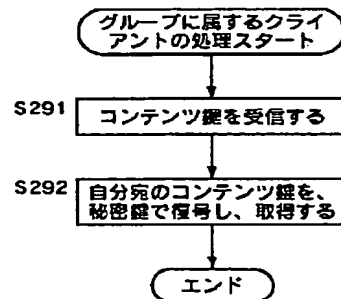 グループに属するクライ
アントの処理スタート
S291
コンテンツ鍵を受信する
S292
自分宛のコンテンツ鍵を、
秘密鍵で復号し、取得する
エンド